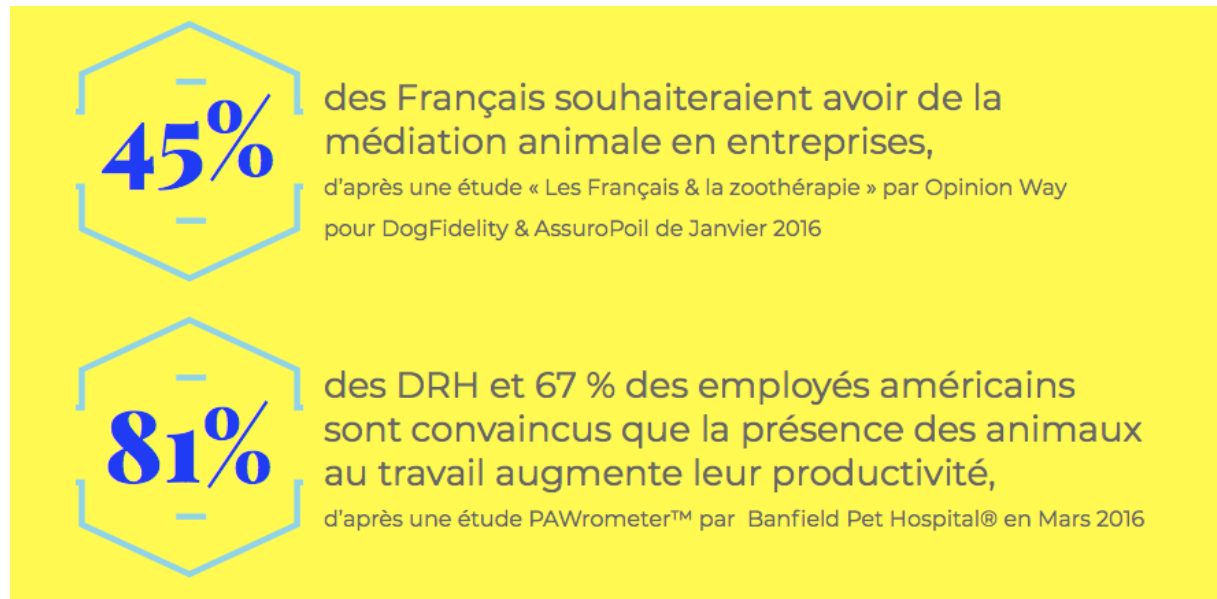 45%
des Français souhaiteraient avoir de la
médiation animale en entreprises,
d'après une étude « Les Français & la zoothérapie » par Opinion Way
pour DogFidelity & AssuroPoil de Janvier 2016
81%
des DRH et 67 % des employés américains
sont convaincus que la présence des animaux
au travail augmente leur productivité,
d'après une étude PAWrometer™ par Banfield Pet Hospital® en Mars 2016